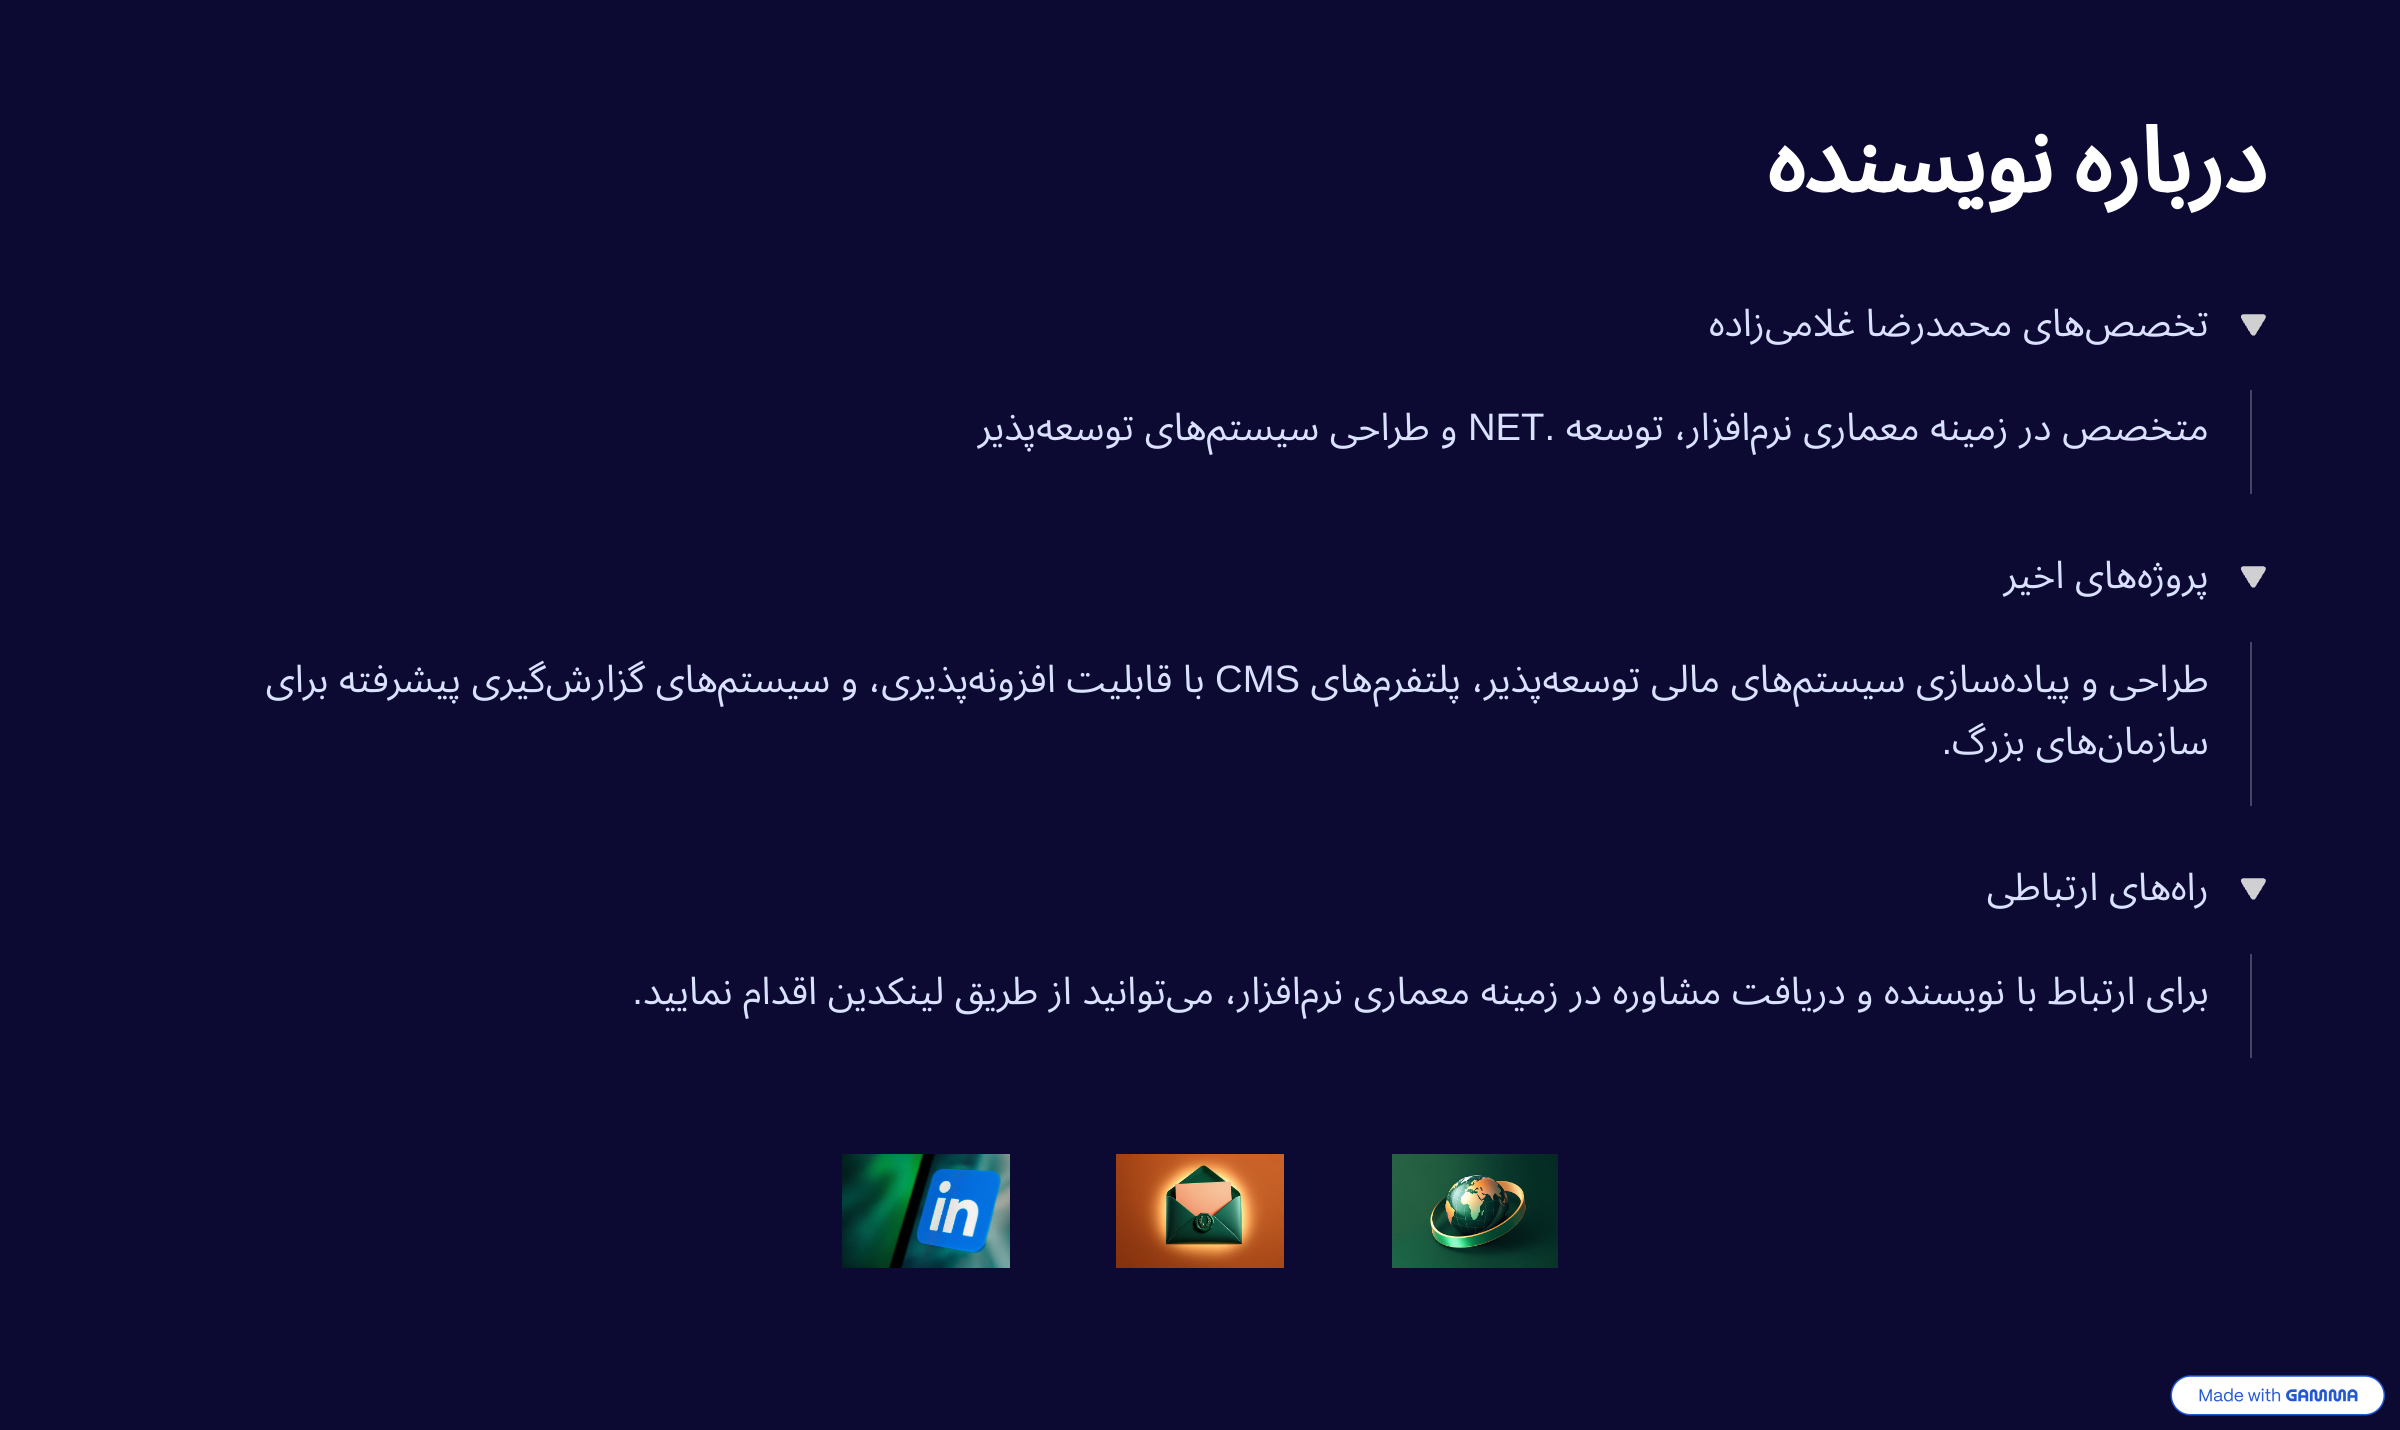 درباره نویسنده
تخصص‌های محمدرضا غلامی‌زاده
متخصص در زمینه معماری نرم‌افزار، توسعه .NET و طراحی سیستم‌های توسعه‌پذیر
پروژه‌های اخیر
طراحی و پیاده‌سازی سیستم‌های مالی توسعه‌پذیر، پلتفرم‌های CMS با قابلیت افزونه‌پذیری، و سیستم‌های گزارش‌گیری پیشرفته برای
سازمان‌های بزرگ.
راه‌های ارتباطی
برای ارتباط با نویسنده و دریافت مشاوره در زمینه معماری نرم‌افزار، می‌توانید از طریق لینکدین اقدام نمایید.
in
Made with GAMMA